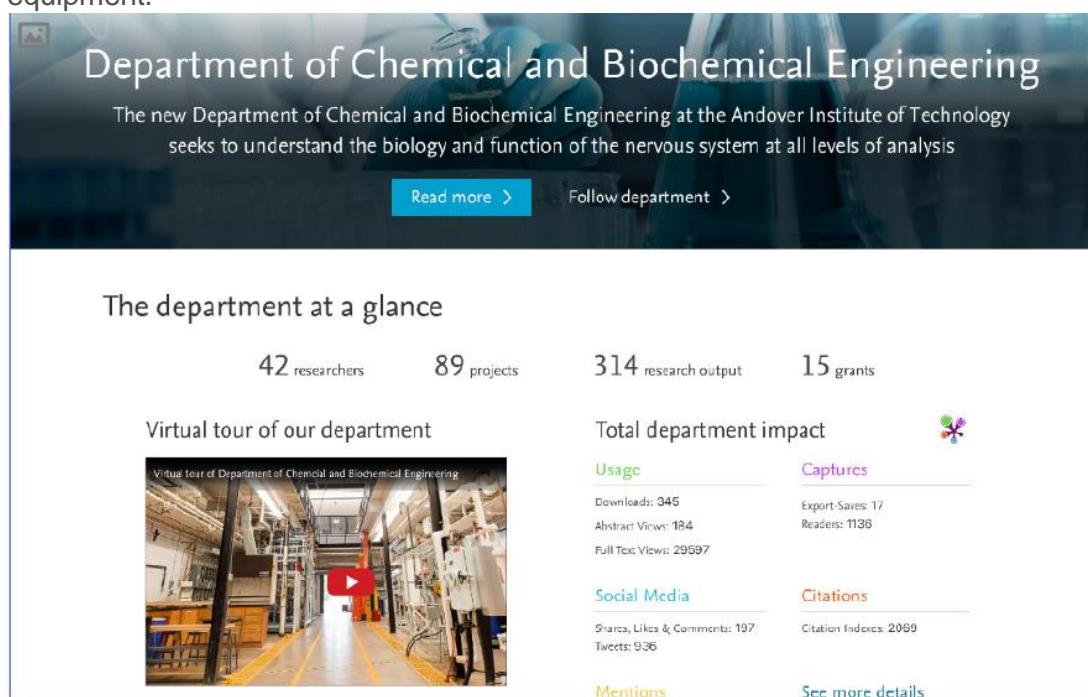 equipment.
Department of Chemical and Biochemical Engineering
The new Department of Chemical and Biochemical Engineering at the Andover Institute of Technology
seeks to understand the biology and function of the nervous system at all levels of analysis
Read more >
Follow department >
The department at a glance
42 researchers
89 projects
314 research output
15 grants
Virtual tour of our department
Virtual tour of Department of Chemcial and Biochemical Engineering
Total department impact
Usage
Downloads: 345
Abstract Views: 184
Full Text Views: 29597
Captures
Export-Saves: 17
Readers: 1136
Social Media
Shares, Likes & Comments: 197
Tweets: 936
Citations
Citation Indexes: 2069
Mentions
See more details